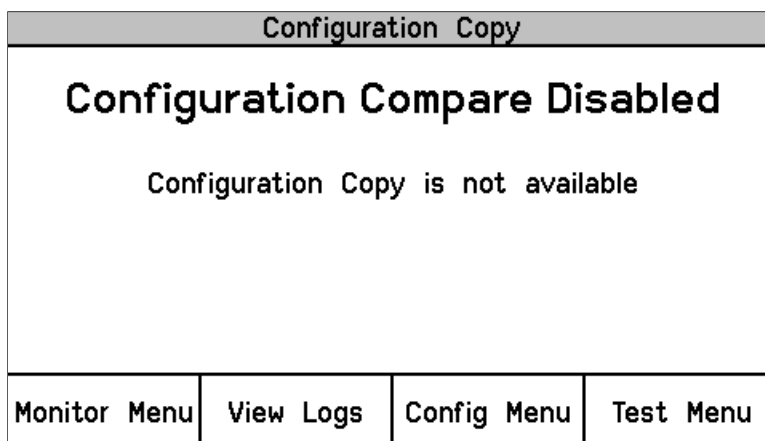 Configuration Copy
Configuration Compare Disabled
Configuration Copy is not available
Monitor Menu View Logs Config Menu Test Menu